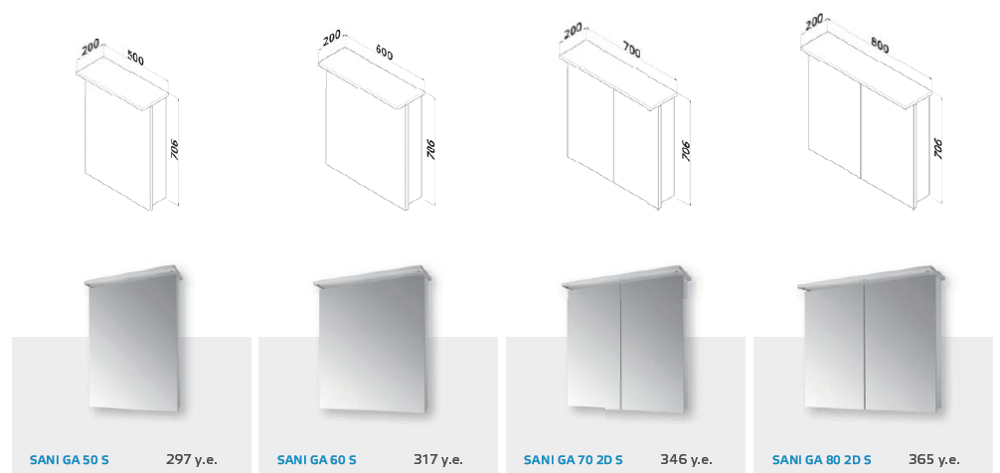 200 500
706
200 600
706
200 700
706
200 800
706
SANI GA 50 S 297 y.e.
SANI GA 60 S 317 y.e.
SANI GA 70 2D S 346 y.e.
SANI GA 80 2D S 365 y.e.